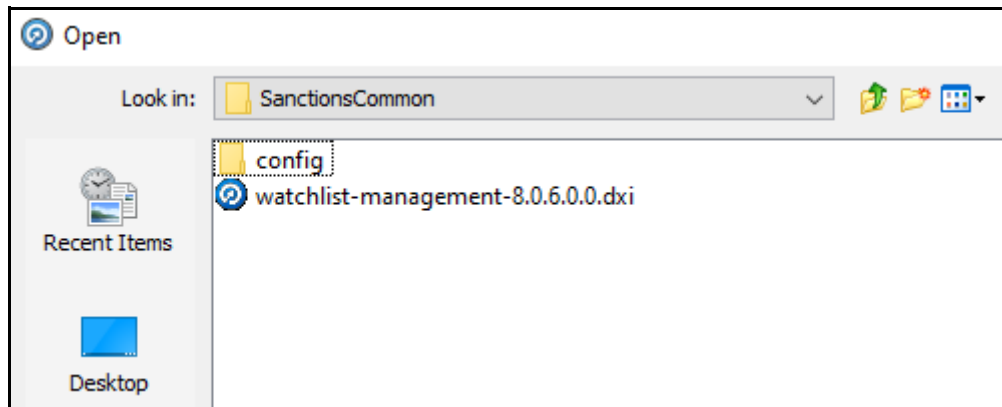 Open
Look in: SanctionsCommon
config
watchlist-management-8.0.6.0.0.dxi
Recent Items
Desktop